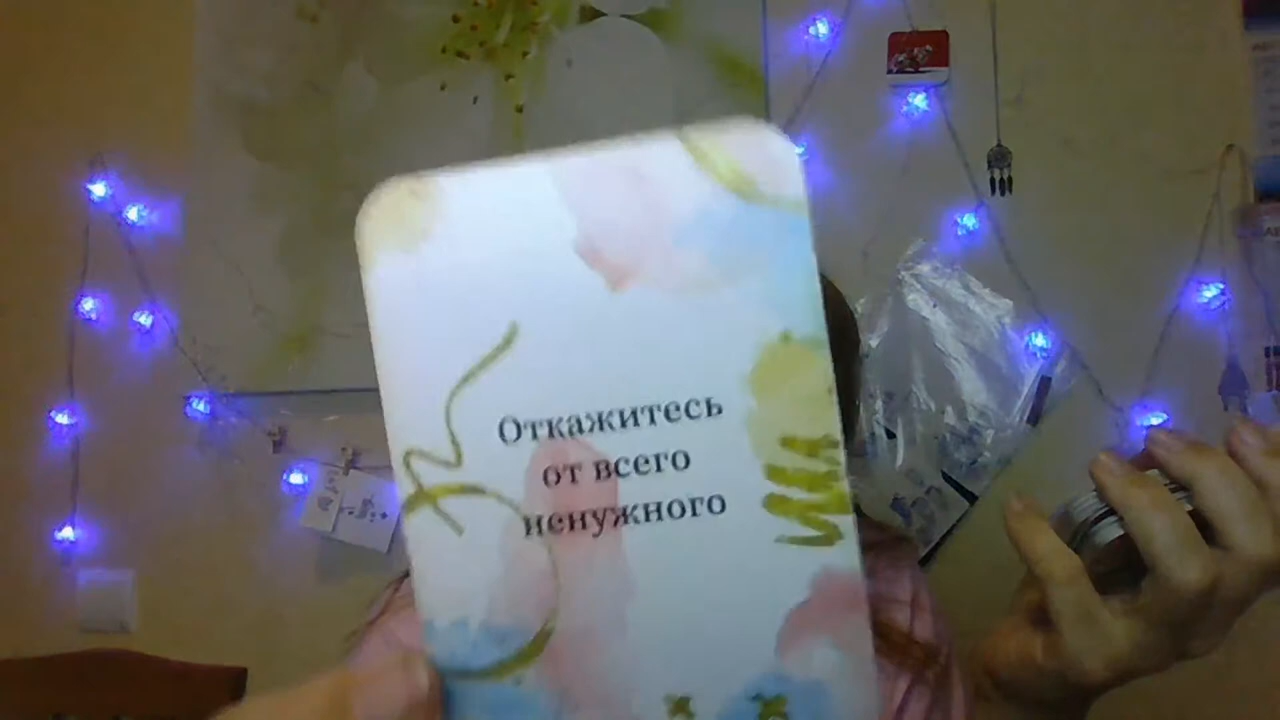 Откажитесь
от всего
ненужного